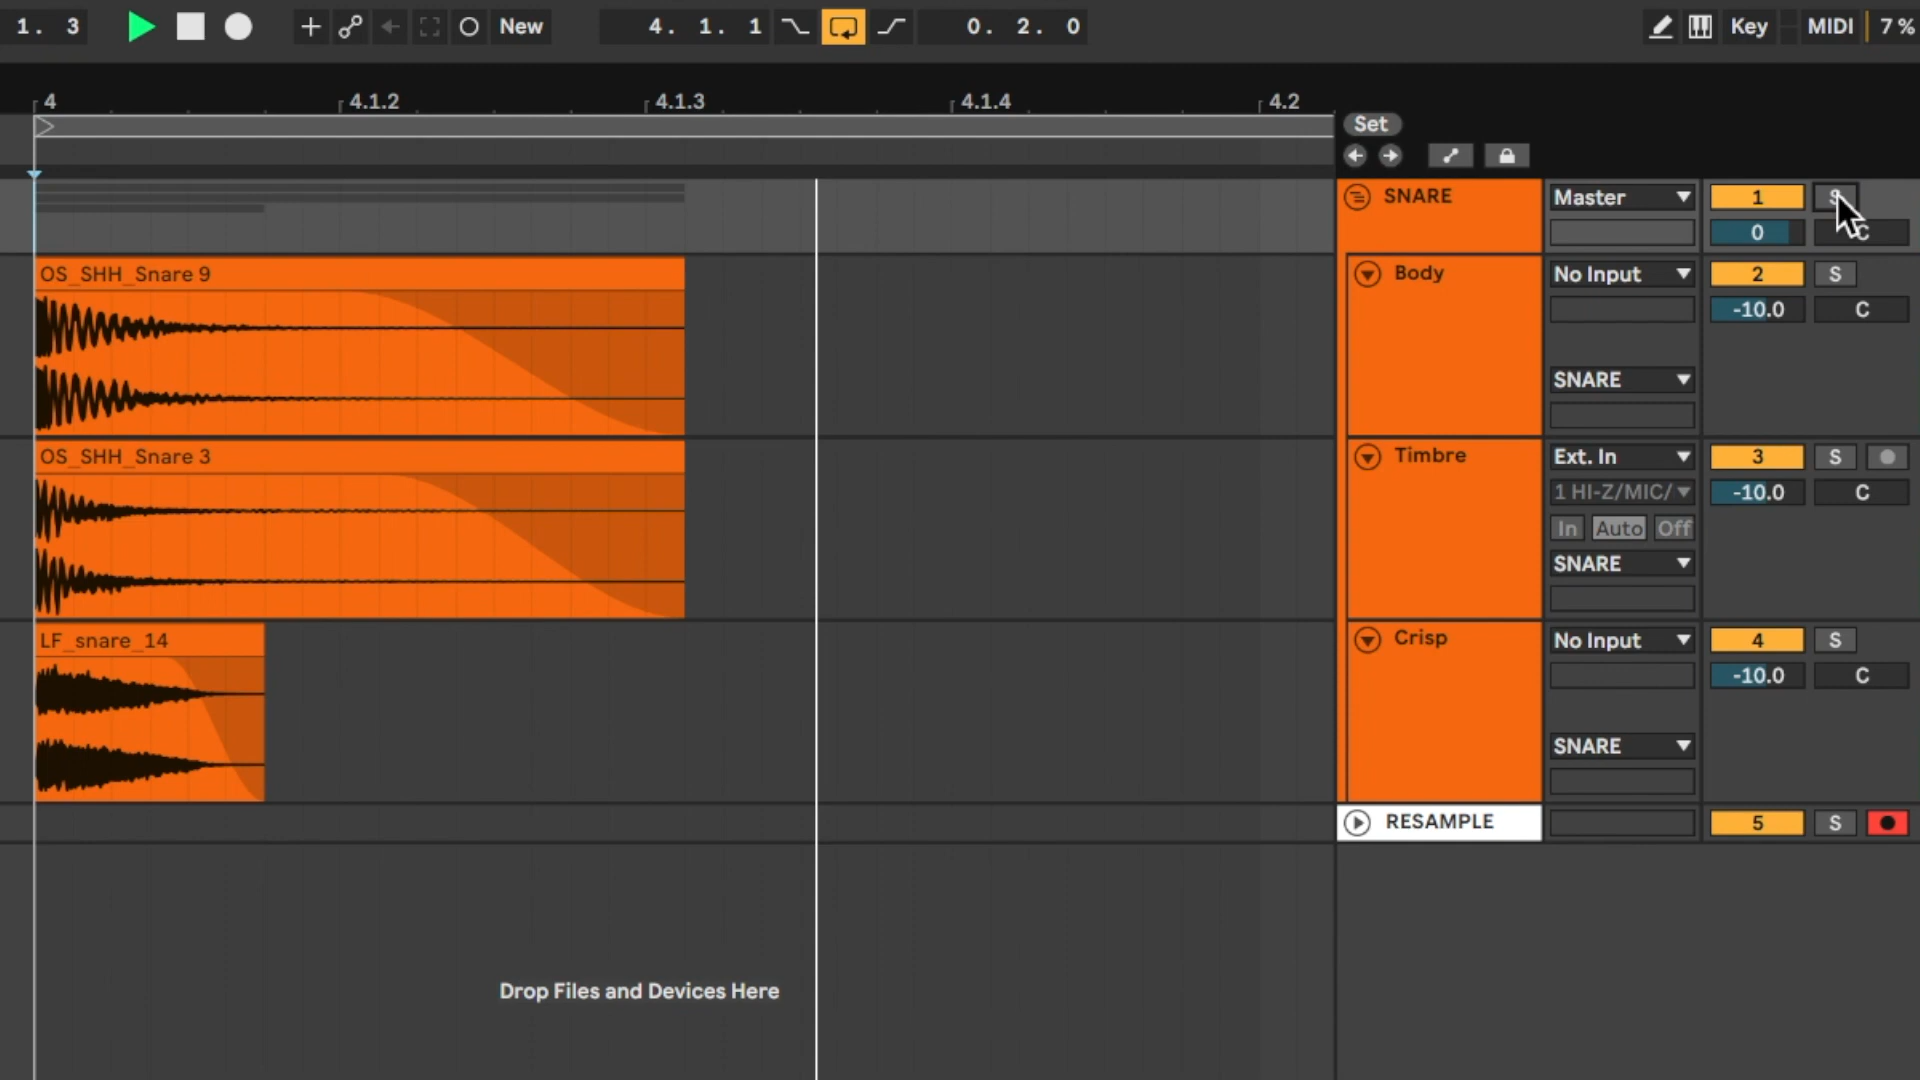 1. 3 New 4. 1. 1 0. 2. 0 Key MIDI 7 %
4 4.1.2 4.1.3 4.1.4 4.2
Set
SNARE Master 1 S
0 C
OS_SHH_Snare 9 Body No Input 2 S
-10.0 C
SNARE
OS_SHH_Snare 3 Timbre Ext. In 3 S
1 HI-Z/MIC/ -10.0 C
In Auto Off
SNARE
LF_snare_14 Crisp No Input 4 S
-10.0 C
SNARE
RESAMPLE 5 S
Drop Files and Devices Here